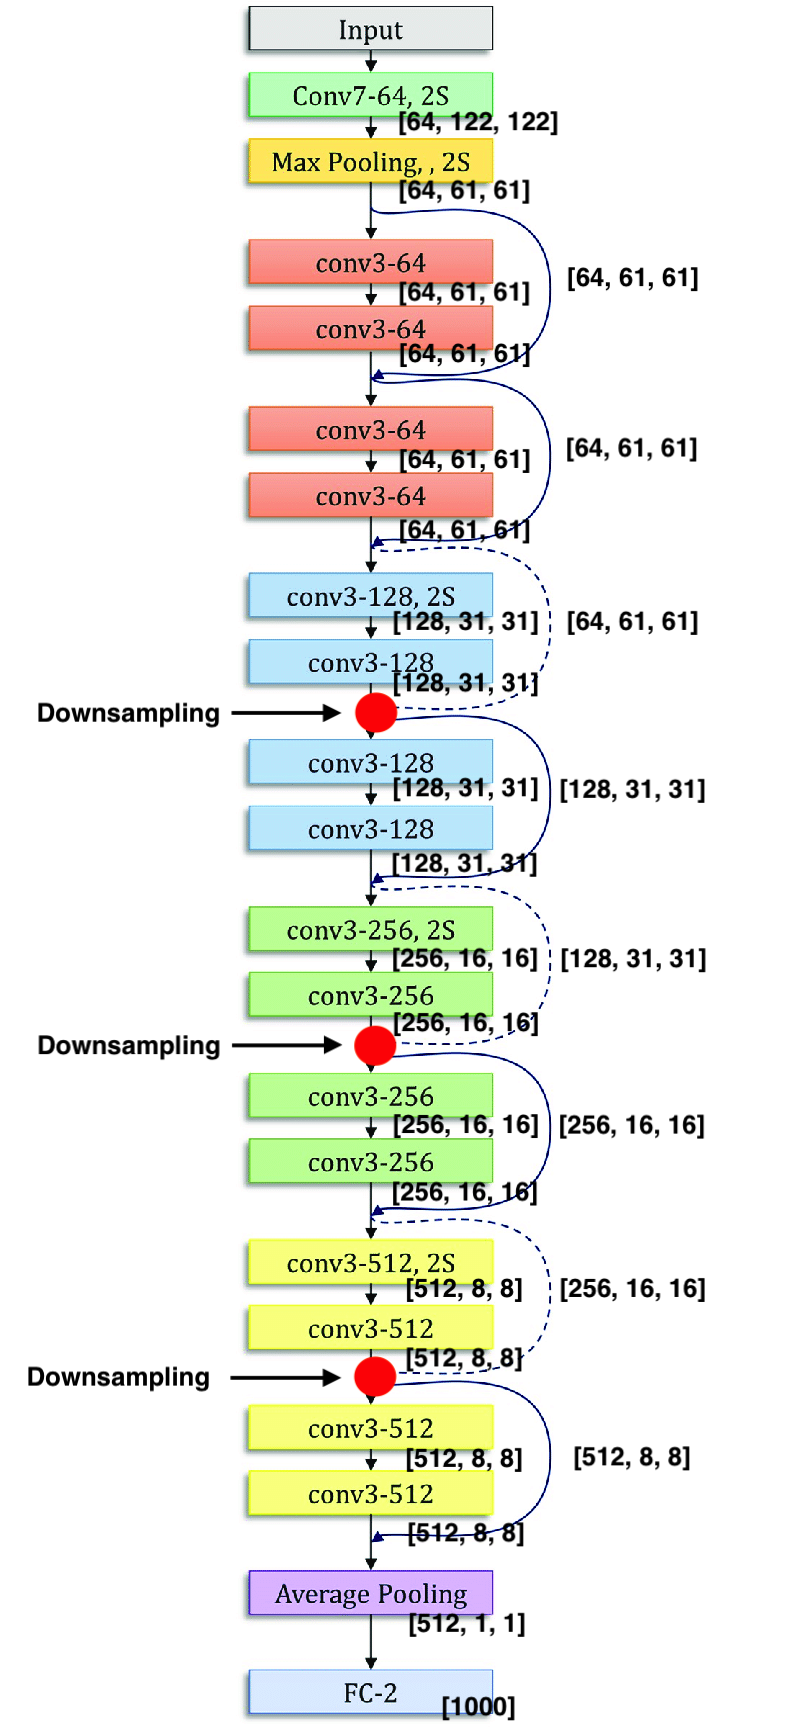 Input
Conv7-64, 2S
[64, 122, 122]
Max Pooling, , 2S
[64, 61, 61]
conv3-64
[64, 61, 61]
[64, 61, 61]
conv3-64
[64, 61, 61]
conv3-64
[64, 61, 61]
[64, 61, 61]
conv3-64
[64, 61, 61]
conv3-128, 2S
[128, 31, 31]
[64, 61, 61]
conv3-128
[128, 31, 31]
Downsampling
conv3-128
[128, 31, 31]
[128, 31, 31]
conv3-128
[128, 31, 31]
conv3-256, 2S
[256, 16, 16]
[128, 31, 31]
conv3-256
[256, 16, 16]
Downsampling
conv3-256
[256, 16, 16]
[256, 16, 16]
conv3-256
[256, 16, 16]
conv3-512, 2S
[512, 8, 8]
[256, 16, 16]
conv3-512
[512, 8, 8]
Downsampling
conv3-512
[512, 8, 8]
[512, 8, 8]
conv3-512
[512, 8, 8]
Average Pooling
[512, 1, 1]
FC-2
[1000]